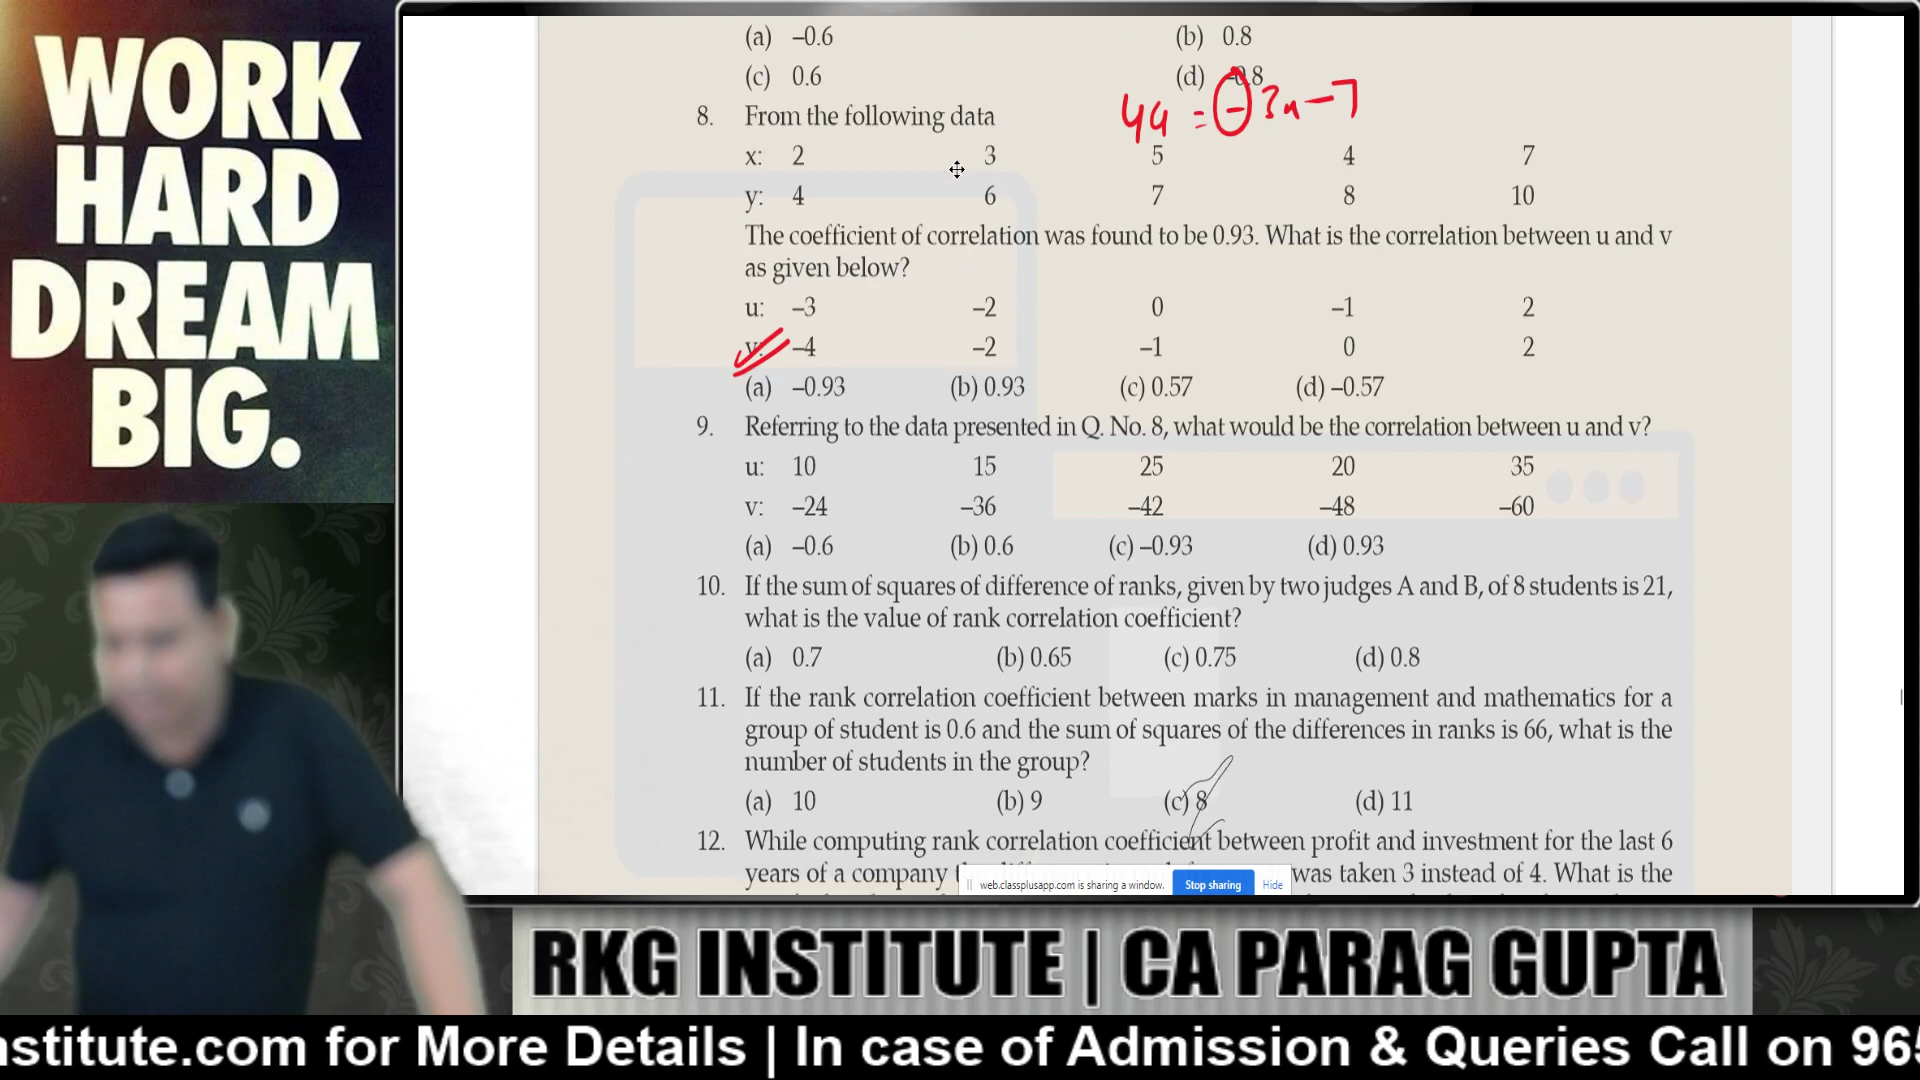 WORK
HARD
DREAM
BIG.
(a) –0.6 (b) 0.8
(c) 0.6 (d) –0.8
44 = –3x–7
8. From the following data
x: 2 3 5 4 7
y: 4 6 7 8 10
The coefficient of correlation was found to be 0.93. What is the correlation between u and v
as given below?
u: –3 –2 0 –1 2
v: –4 –2 –1 0 2
(a) –0.93 (b) 0.93 (c) 0.57 (d) –0.57
9. Referring to the data presented in Q. No. 8, what would be the correlation between u and v?
u: 10 15 25 20 35
v: –24 –36 –42 –48 –60
(a) –0.6 (b) 0.6 (c) –0.93 (d) 0.93
10. If the sum of squares of difference of ranks, given by two judges A and B, of 8 students is 21,
what is the value of rank correlation coefficient?
(a) 0.7 (b) 0.65 (c) 0.75 (d) 0.8
11. If the rank correlation coefficient between marks in management and mathematics for a
group of student is 0.6 and the sum of squares of the differences in ranks is 66, what is the
number of students in the group?
(a) 10 (b) 9 (c) 8 (d) 11
12. While computing rank correlation coefficient between profit and investment for the last 6
years of a company was taken 3 instead of 4. What is the
web.classplusapp.com is sharing a window. Stop sharing Hide
RKG INSTITUTE | CA PARAG GUPTA
nstitute.com for More Details | In case of Admission & Queries Call on 965